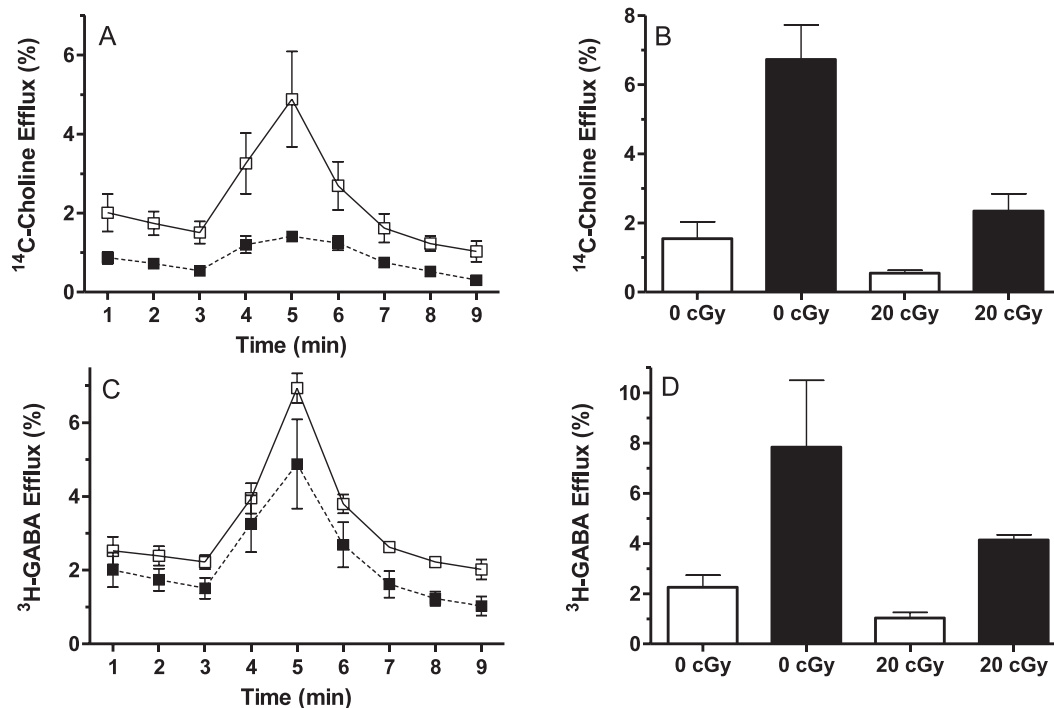 A
¹⁴C-Choline Efflux (%)
6
4
2
0
1 2 3 4 5 6 7 8 9
Time (min)
B
¹⁴C-Choline Efflux (%)
8
6
4
2
0
0 cGy 0 cGy 20 cGy 20 cGy
C
³H-GABA Efflux (%)
6
4
2
0
1 2 3 4 5 6 7 8 9
Time (min)
D
³H-GABA Efflux (%)
10
8
6
4
2
0
0 cGy 0 cGy 20 cGy 20 cGy